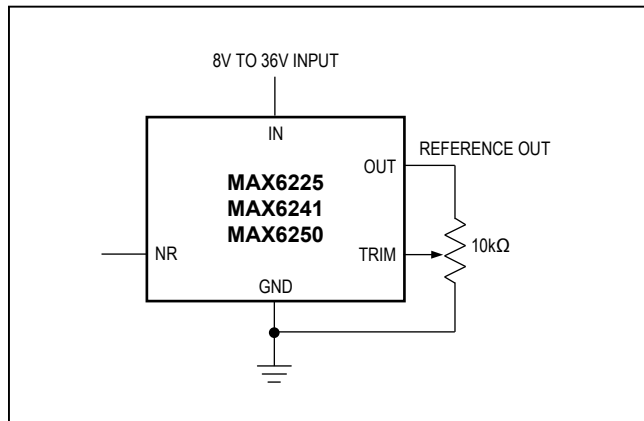 8V TO 36V INPUT
IN
REFERENCE OUT
OUT
MAX6225
MAX6241
MAX6250
NR
TRIM
10kΩ
GND